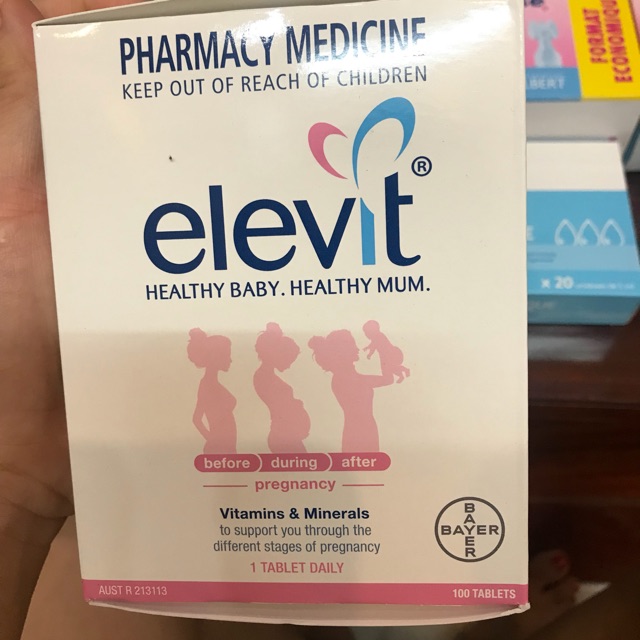 PHARMACY MEDICINE
KEEP OUT OF REACH OF CHILDREN
elevit®
HEALTHY BABY. HEALTHY MUM.
before
during
after
pregnancy
Vitamins & Minerals
to support you through the
different stages of pregnancy
1 TABLET DAILY
BAYER
BAYER
AUST R 213113
100 TABLETS
FORMAT
ECONOMIQUE
x 20